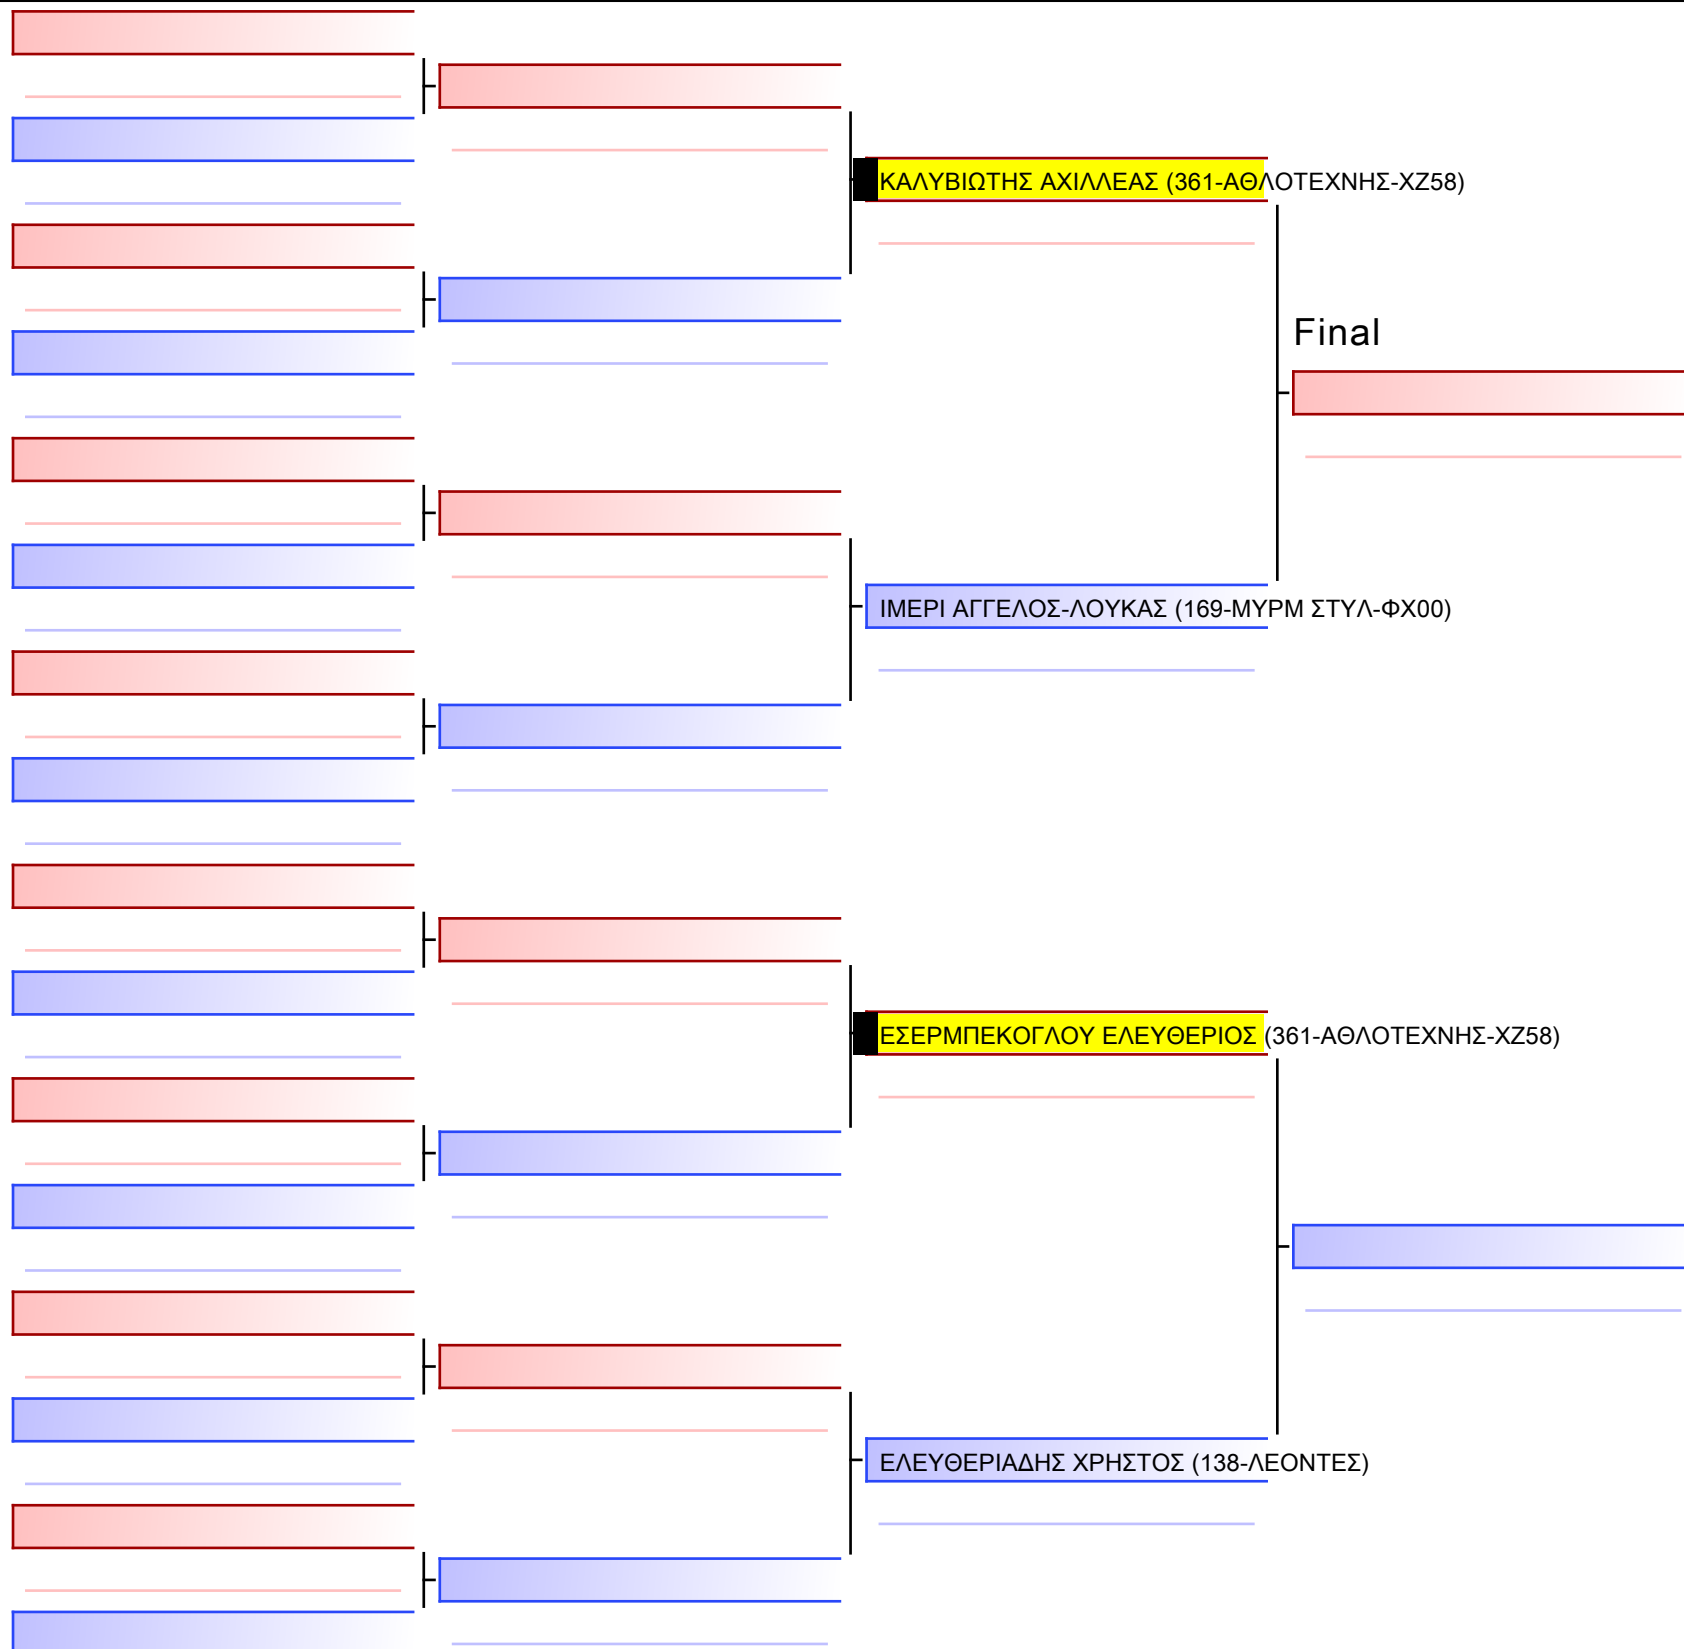 ΚΑΛΥΒΙΩΤΗΣ ΑΧΙΛΛΕΑΣ (361-ΑΘΛΟΤΕΧΝΗΣ-ΧΖ58)
Final
ΙΜΕΡΙ ΑΓΓΕΛΟΣ-ΛΟΥΚΑΣ (169-ΜΥΡΜ ΣΤΥΛ-ΦΧ00)
ΕΣΕΡΜΠΕΚΟΓΛΟΥ ΕΛΕΥΘΕΡΙΟΣ (361-ΑΘΛΟΤΕΧΝΗΣ-ΧΖ58)
ΕΛΕΥΘΕΡΙΑΔΗΣ ΧΡΗΣΤΟΣ (138-ΛΕΟΝΤΕΣ)